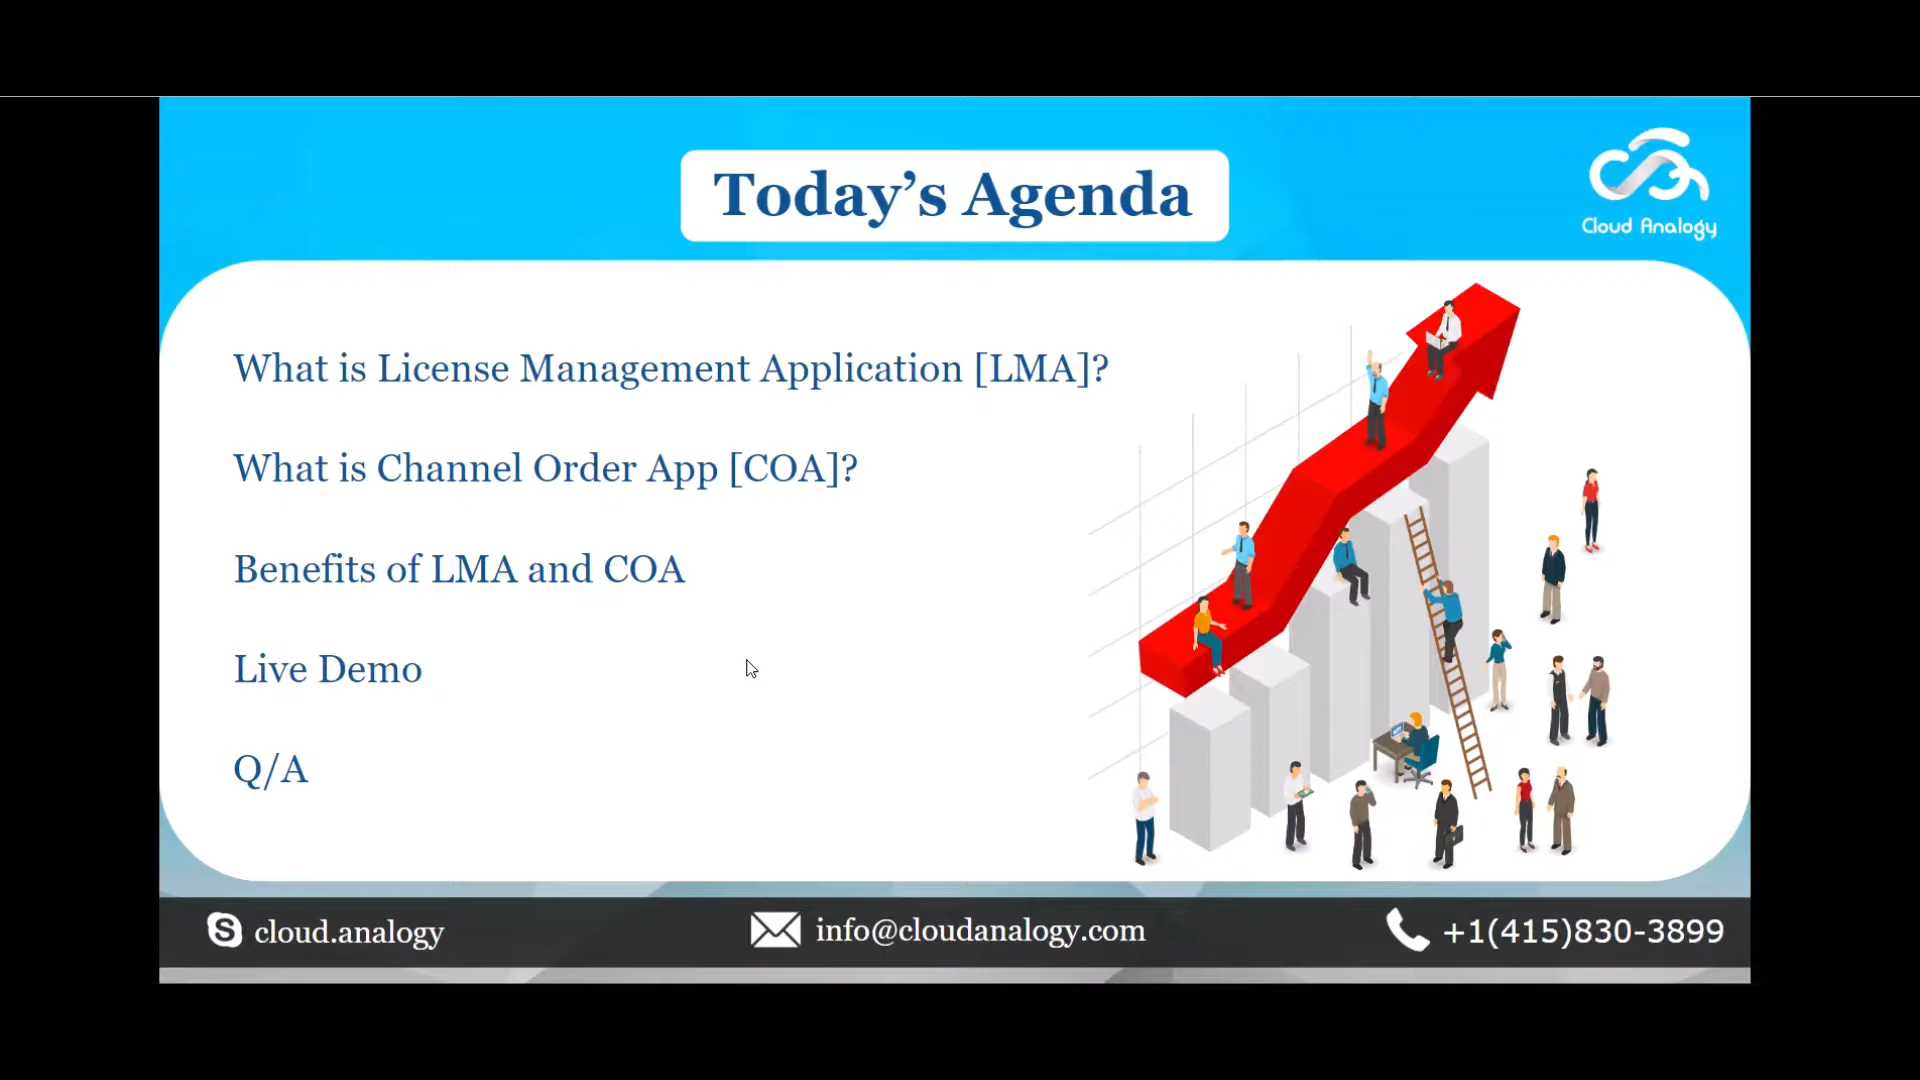 Today’s Agenda
Cloud Analogy
What is License Management Application [LMA]?
What is Channel Order App [COA]?
Benefits of LMA and COA
Live Demo
Q/A
cloud.analogy
info@cloudanalogy.com
+1(415)830-3899